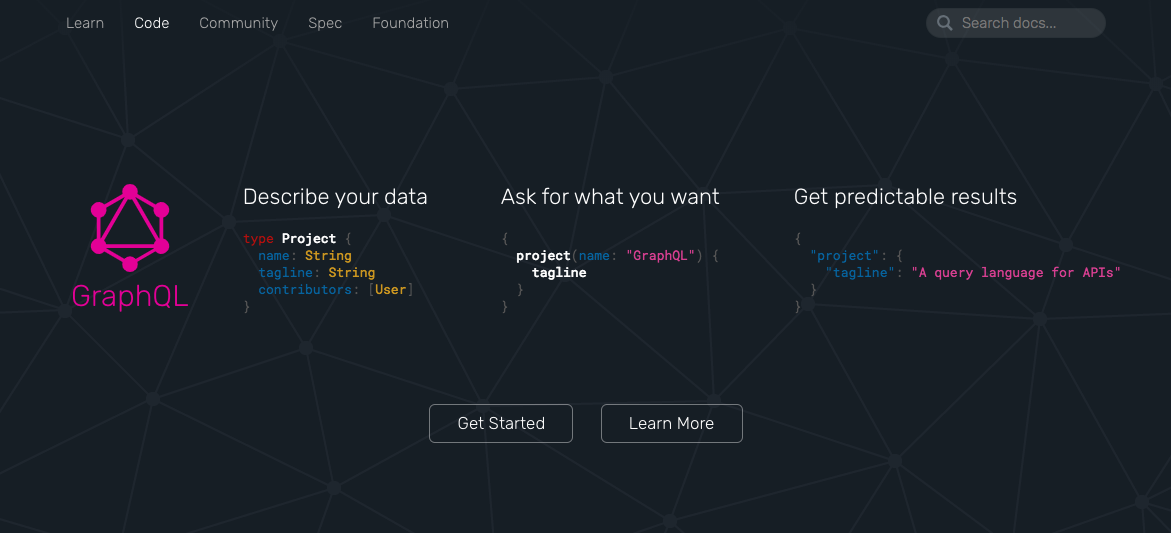 Learn Code Community Spec Foundation Search docs...
GraphQL
Describe your data
type Project {
  name: String
  tagline: String
  contributors: [User]
}
Ask for what you want
{
  project(name: "GraphQL") {
    tagline
  }
}
Get predictable results
{
  "project": {
    "tagline": "A query language for APIs"
  }
}
Get Started Learn More